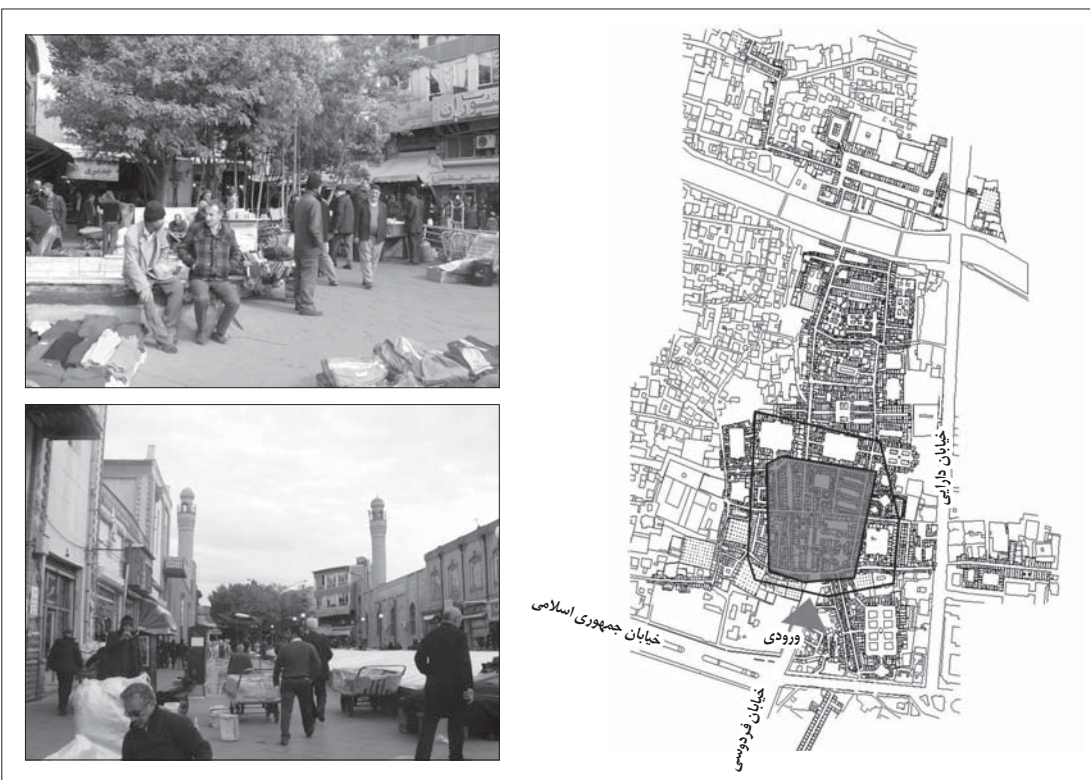 خیابان دارایی
خیابان جمهوری اسلامی
ورودی
خیابان فردوسی